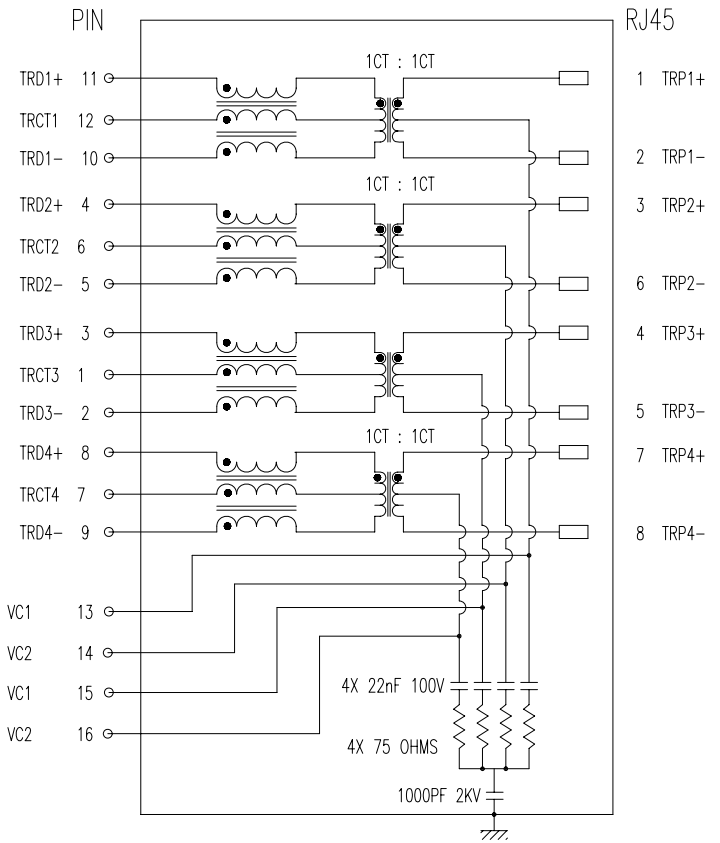 PIN RJ45
1CT : 1CT
TRD1+ 11 1 TRP1+
TRCT1 12
TRD1- 10 2 TRP1-
1CT : 1CT
TRD2+ 4 3 TRP2+
TRCT2 6
TRD2- 5 6 TRP2-
TRD3+ 3 4 TRP3+
TRCT3 1
TRD3- 2 5 TRP3-
1CT : 1CT
TRD4+ 8 7 TRP4+
TRCT4 7
TRD4- 9 8 TRP4-
VC1 13
VC2 14
VC1 15
4X 22nF 100V
VC2 16
4X 75 OHMS
1000PF 2KV